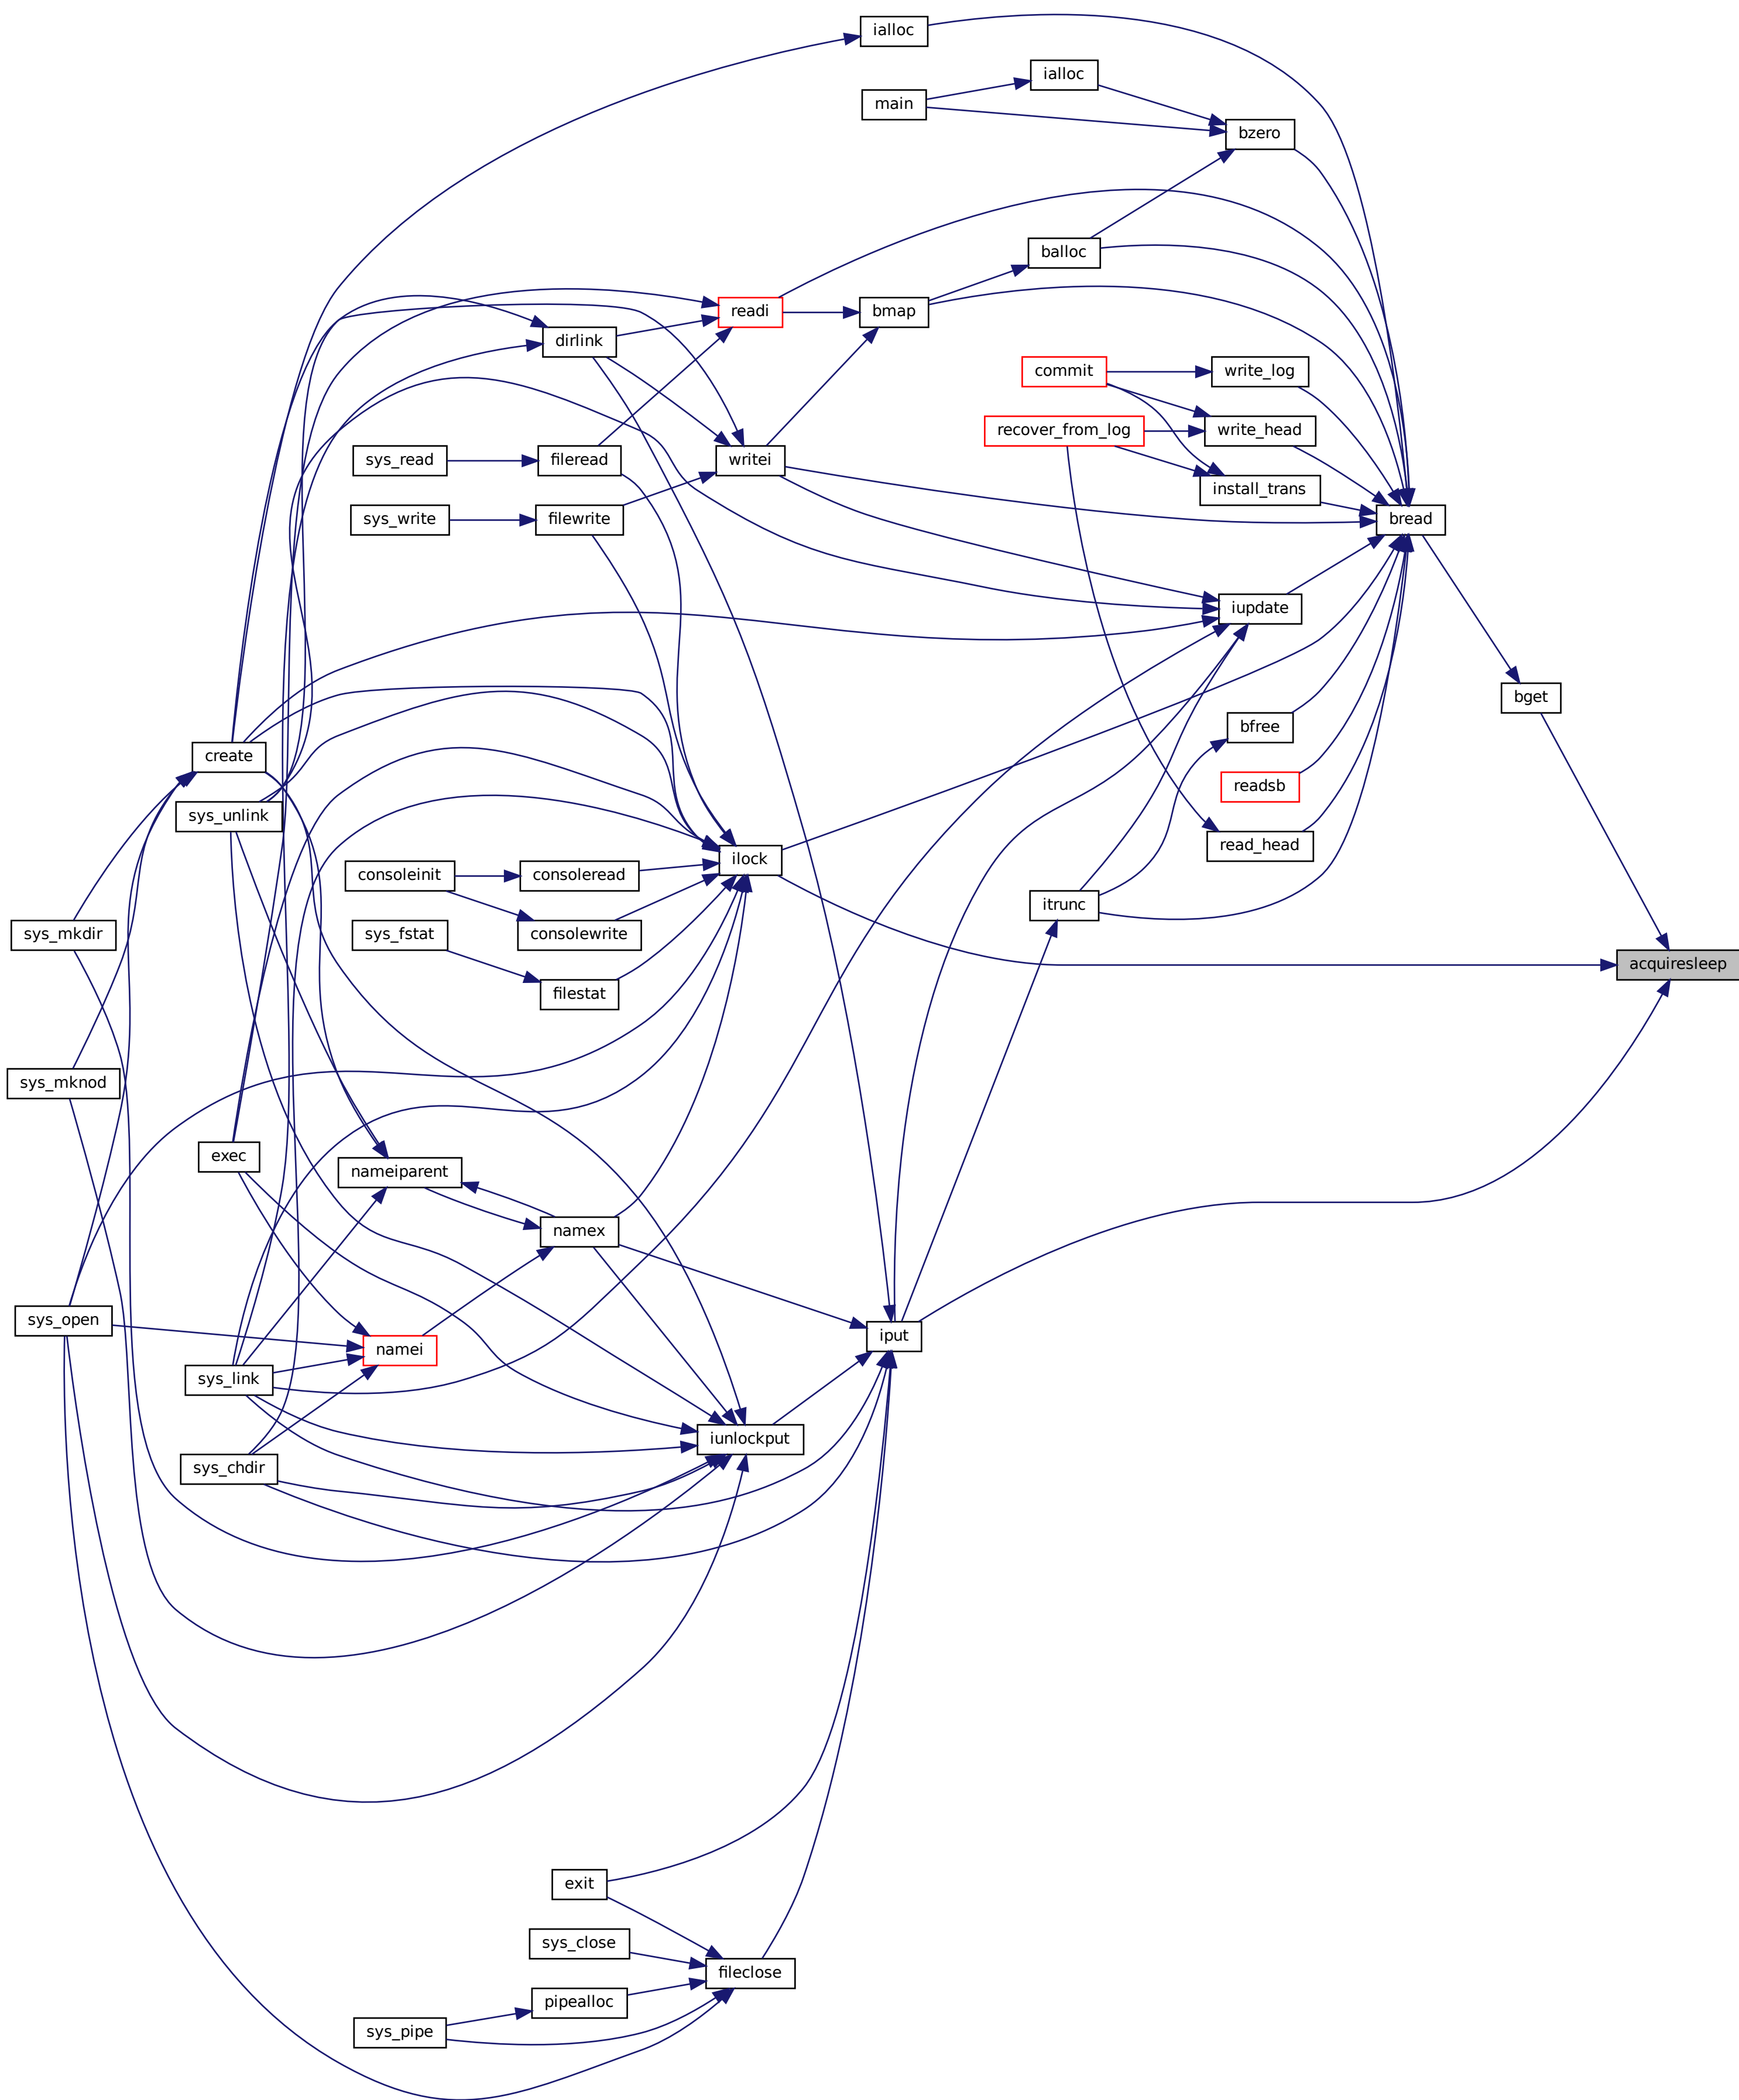 ialloc
ialloc
main
bzero
balloc
readi
bmap
dirlink
commit
write_log
recover_from_log
write_head
sys_read
fileread
writei
install_trans
sys_write
filewrite
bread
iupdate
bget
bfree
create
readsb
sys_unlink
read_head
ilock
consoleinit
consoleread
itrunc
sys_mkdir
sys_fstat
consolewrite
acquiresleep
filestat
sys_mknod
exec
nameiparent
namex
sys_open
iput
namei
sys_link
iunlockput
sys_chdir
exit
sys_close
fileclose
pipealloc
sys_pipe